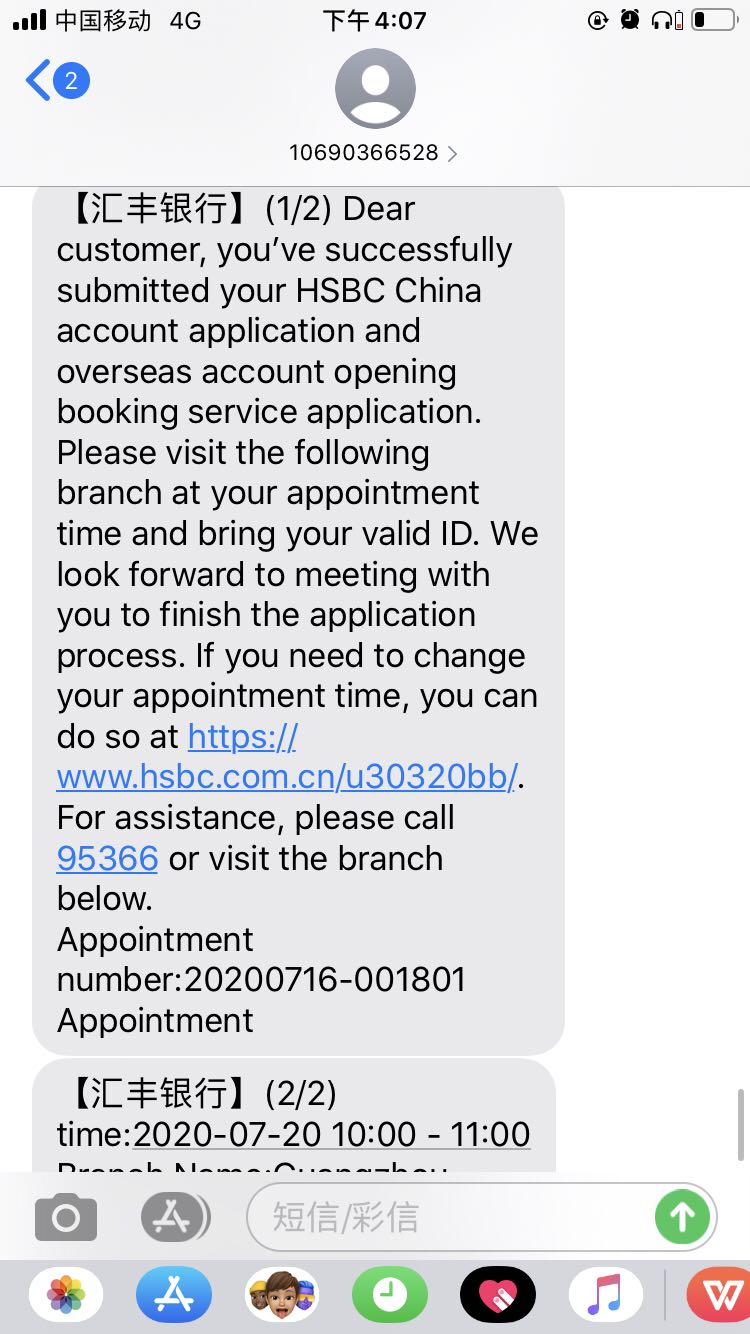 中国移动 4G 下午4:07
2
10690366528
【汇丰银行】(1/2) Dear
customer, you’ve successfully
submitted your HSBC China
account application and
overseas account opening
booking service application.
Please visit the following
branch at your appointment
time and bring your valid ID. We
look forward to meeting with
you to finish the application
process. If you need to change
your appointment time, you can
do so at https://
www.hsbc.com.cn/u30320bb/.
For assistance, please call
95366 or visit the branch
below.
Appointment
number:20200716-001801
Appointment
【汇丰银行】(2/2)
time:2020-07-20 10:00 - 11:00
Branch Name:Guangzhou
短信/彩信